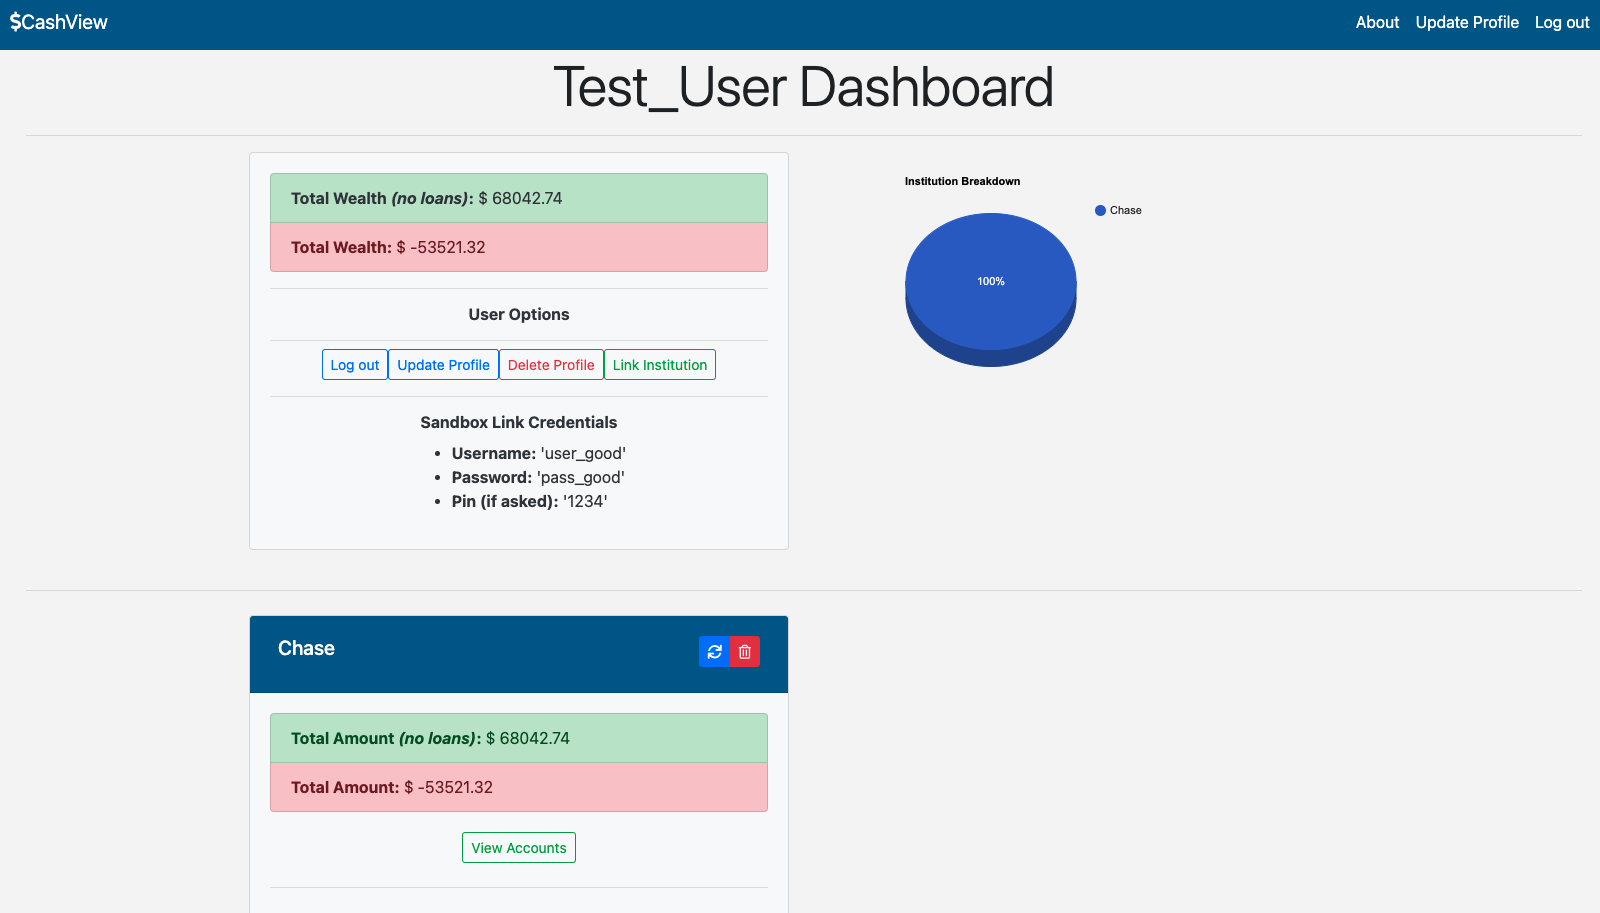 $CashView
About Update Profile Log out
Test_User Dashboard
Total Wealth (no loans): $ 68042.74
Total Wealth: $ -53521.32
User Options
Log out Update Profile Delete Profile Link Institution
Sandbox Link Credentials
• Username: 'user_good'
• Password: 'pass_good'
• Pin (if asked): '1234'
Institution Breakdown
Chase
100%
Chase
Total Amount (no loans): $ 68042.74
Total Amount: $ -53521.32
View Accounts